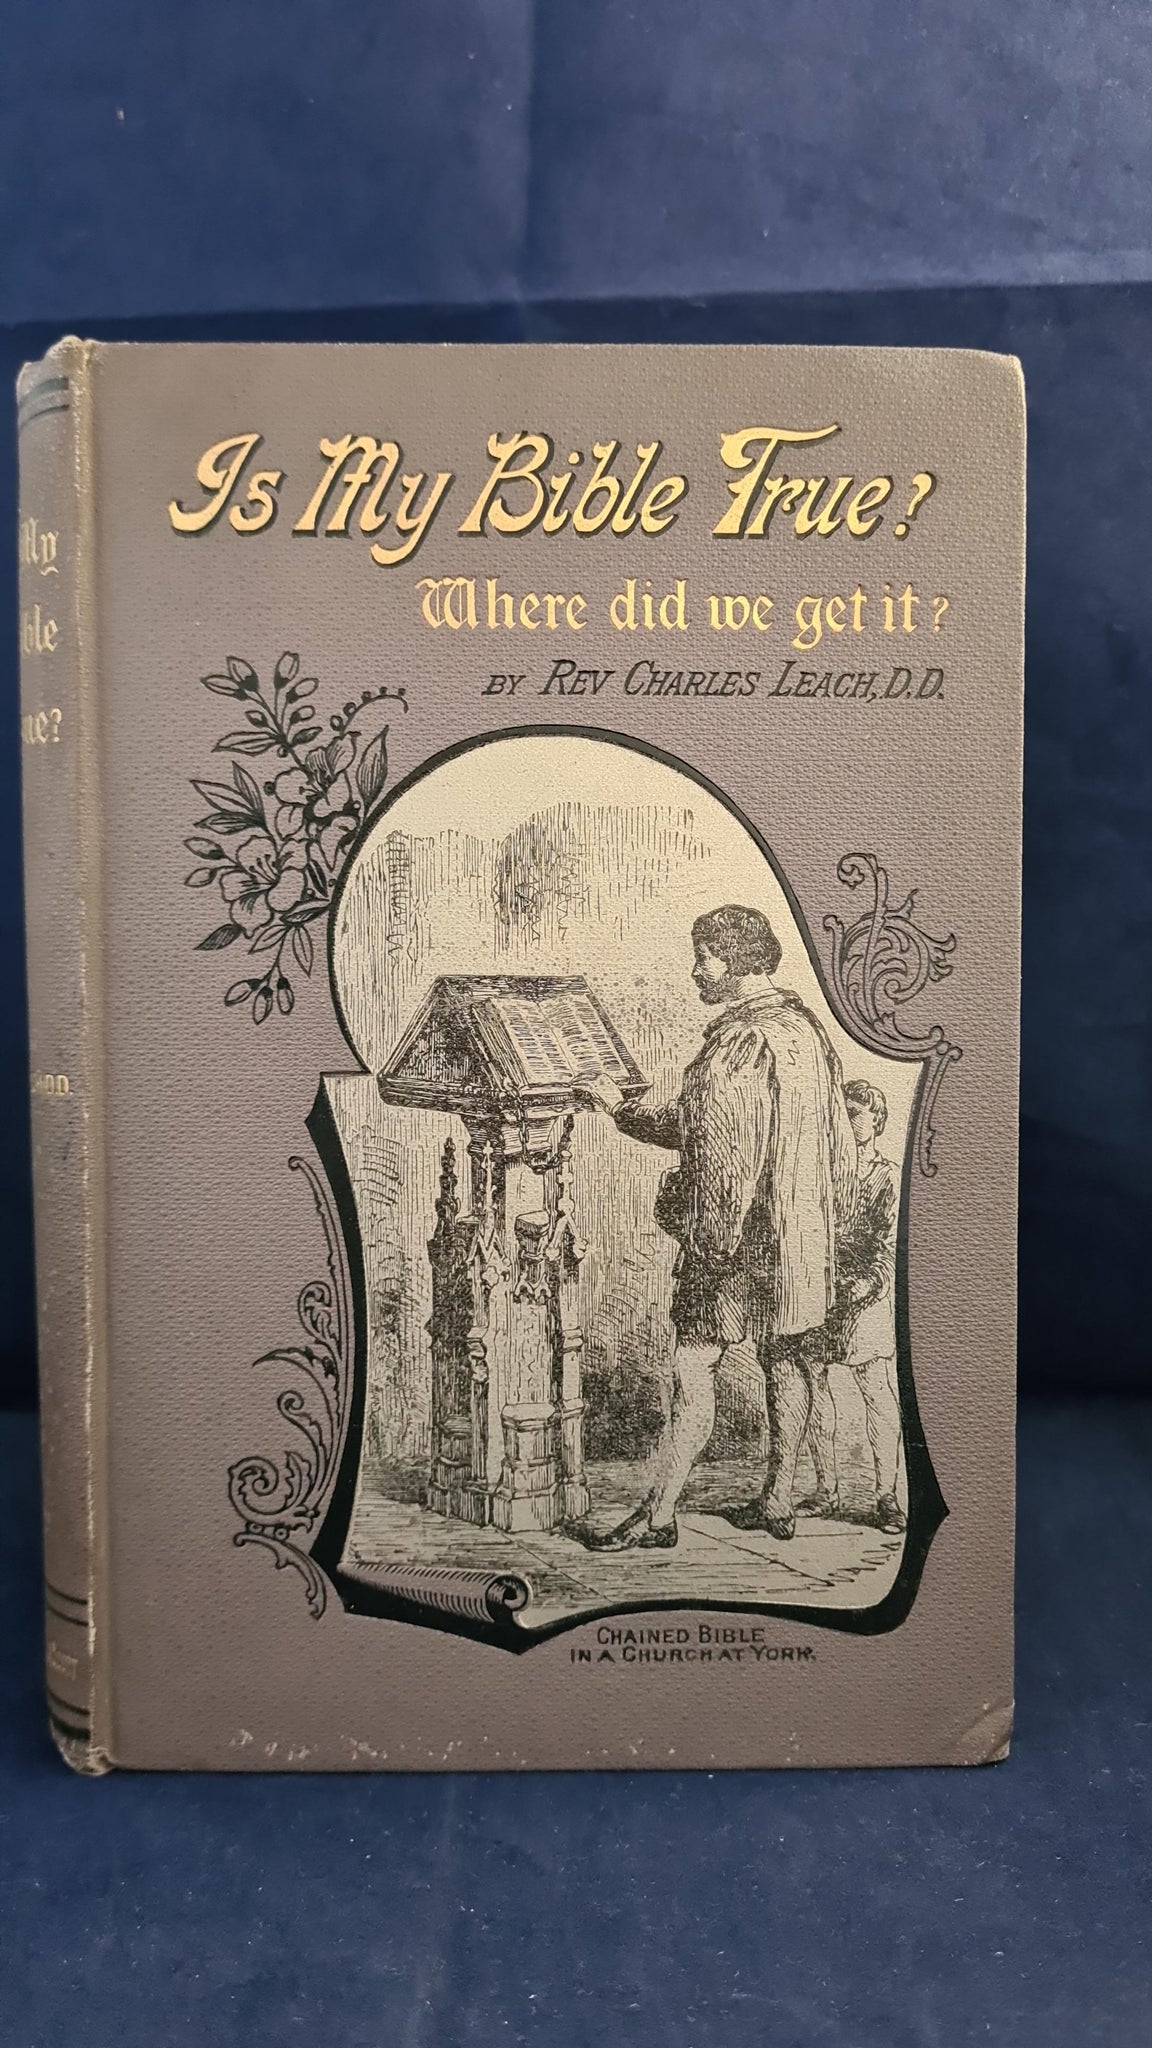 Is My Bible True?
Where did we get it?
BY REV CHARLES LEACH, D.D.
CHAINED BIBLE
IN A CHURCH AT YORK.
My
ble
ue?
D.D.